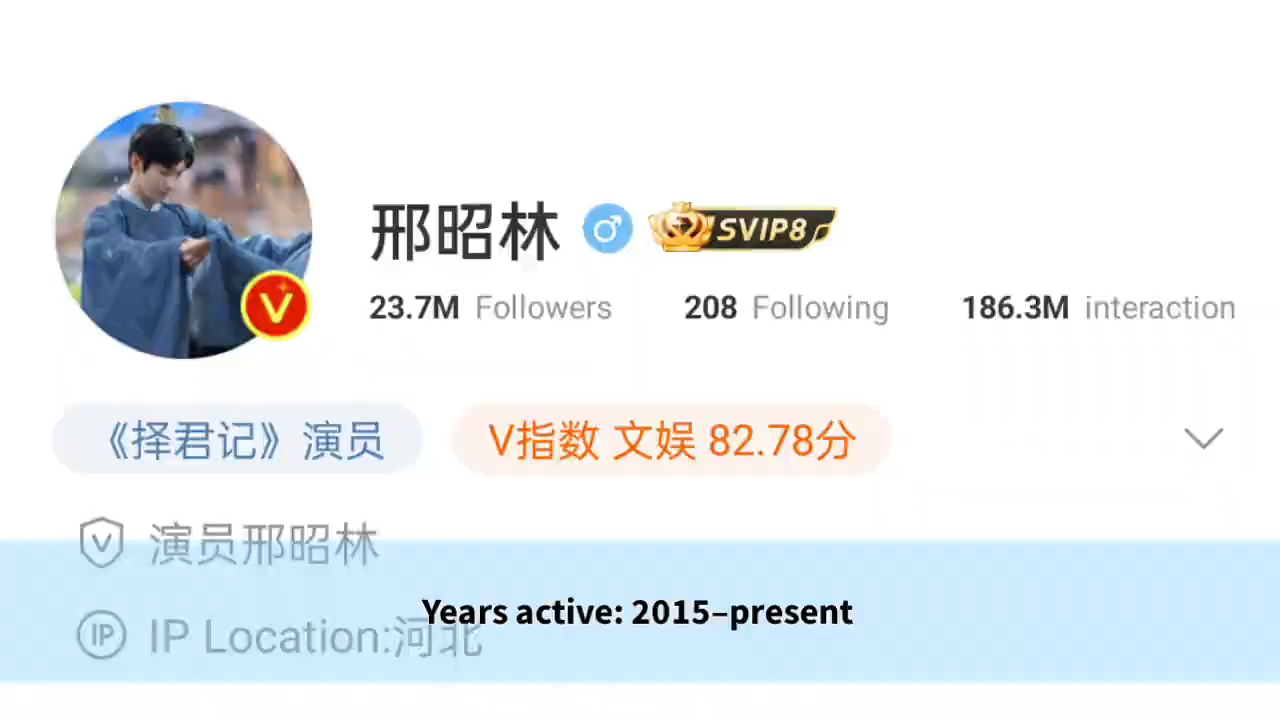 邢昭林 SVIP8
23.7M Followers 208 Following 186.3M interaction
《择君记》演员 V指数 文娱 82.78分
演员邢昭林
Years active: 2015–present
IP Location:河北